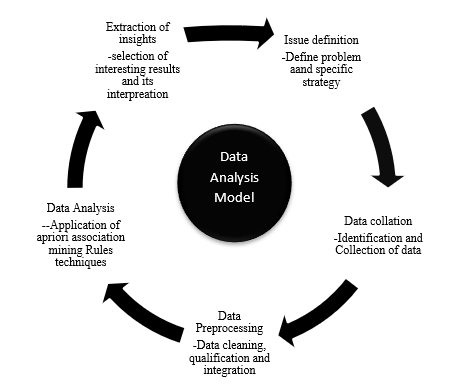 Extraction of
insights
-selection of
interesting results
and its
interpreation
Issue definition
-Define problem
aand specific
strategy
Data
Analysis
Model
Data collation
-Identification and
Collection of data
Data
Preprocessing
-Data cleaning,
qualification and
integration
Data Analysis
--Application of
apriori association
mining Rules
techniques